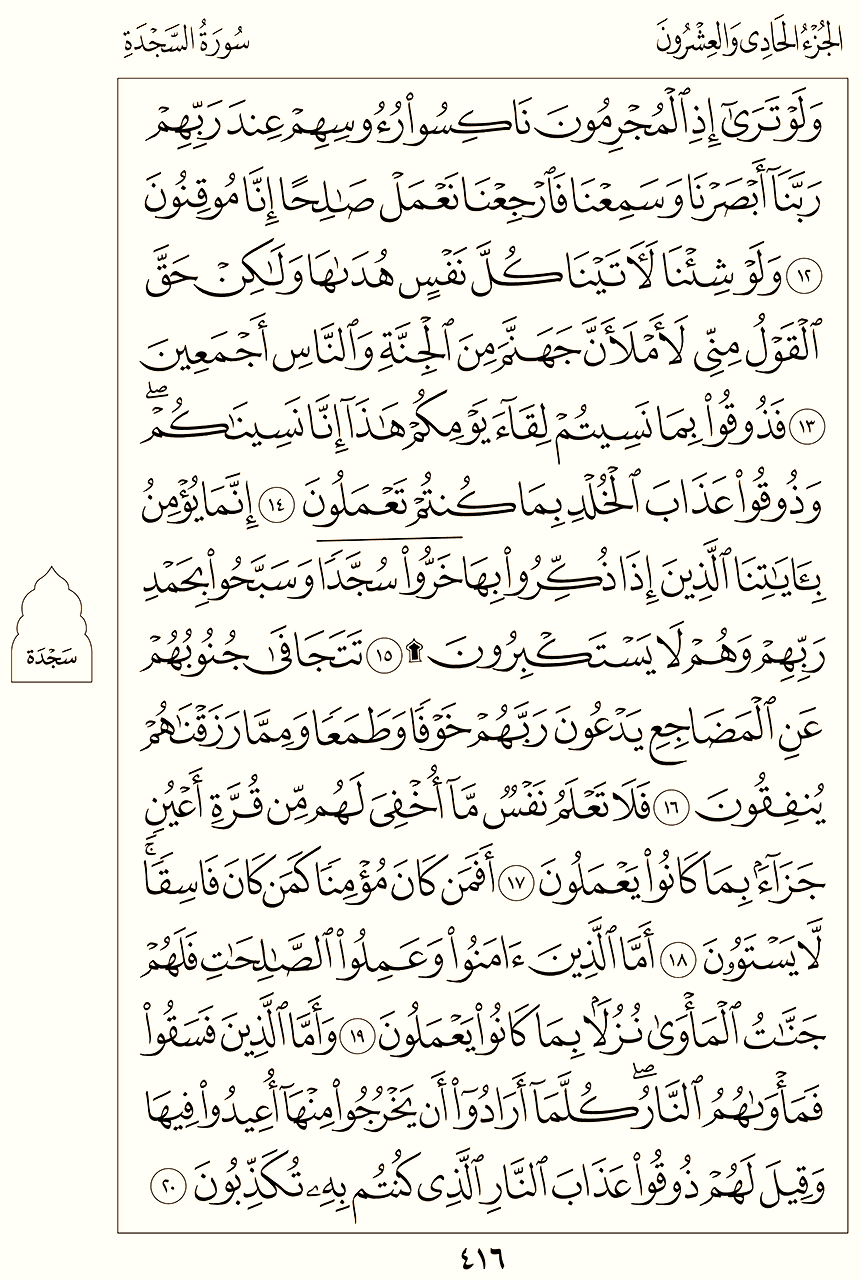 الجُزْءُ الحَادِى وَالعِشْرُونَ
سُورَةُ السَّجْدَةِ
وَلَوْ تَرَىٰٓ إِذِ ٱلْمُجْرِمُونَ نَاكِسُوا۟ رُءُوسِهِمْ عِندَ رَبِّهِمْ
رَبَّنَآ أَبْصَرْنَا وَسَمِعْنَا فَٱرْجِعْنَا نَعْمَلْ صَٰلِحًا إِنَّا مُوقِنُونَ
١٢ وَلَوْ شِئْنَا لَأَتَيْنَا كُلَّ نَفْسٍ هُدَىٰهَا وَلَٰكِنْ حَقَّ
ٱلْقَوْلُ مِنِّى لَأَمْلَأَنَّ جَهَنَّمَ مِنَ ٱلْجِنَّةِ وَٱلنَّاسِ أَجْمَعِينَ
١٣ فَذُوقُوا۟ بِمَا نَسِيتُمْ لِقَآءَ يَوْمِكُمْ هَٰذَآ إِنَّا نَسِينَٰكُمْ ۖ
وَذُوقُوا۟ عَذَابَ ٱلْخُلْدِ بِمَا كُنتُمْ تَعْمَلُونَ ١٤ إِنَّمَا يُؤْمِنُ
بِـَٔايَٰتِنَا ٱلَّذِينَ إِذَا ذُكِّرُوا۟ بِهَا خَرُّوا۟ سُجَّدًا وَسَبَّحُوا۟ بِحَمْدِ
رَبِّهِمْ وَهُمْ لَا يَسْتَكْبِرُونَ ۩ ١٥ تَتَجَافَىٰ جُنُوبُهُمْ
سَجْدَة
عَنِ ٱلْمَضَاجِعِ يَدْعُونَ رَبَّهُمْ خَوْفًا وَطَمَعًا وَمِمَّا رَزَقْنَٰهُمْ
يُنفِقُونَ ١٦ فَلَا تَعْلَمُ نَفْسٌ مَّآ أُخْفِىَ لَهُم مِّن قُرَّةِ أَعْيُنٍ
جَزَآءًۢ بِمَا كَانُوا۟ يَعْمَلُونَ ١٧ أَفَمَن كَانَ مُؤْمِنًا كَمَن كَانَ فَاسِقًا ۚ
لَّا يَسْتَوُۥنَ ١٨ أَمَّا ٱلَّذِينَ ءَامَنُوا۟ وَعَمِلُوا۟ ٱلصَّٰلِحَٰتِ فَلَهُمْ
جَنَّٰتُ ٱلْمَأْوَىٰ نُزُلًۢا بِمَا كَانُوا۟ يَعْمَلُونَ ١٩ وَأَمَّا ٱلَّذِينَ فَسَقُوا۟
فَمَأْوَىٰهُمُ ٱلنَّارُ ۖ كُلَّمَآ أَرَادُوٓا۟ أَن يَخْرُجُوا۟ مِنْهَآ أُعِيدُوا۟ فِيهَا
وَقِيلَ لَهُمْ ذُوقُوا۟ عَذَابَ ٱلنَّارِ ٱلَّذِى كُنتُم بِهِۦ تُكَذِّبُونَ ٢٠
٤١٦